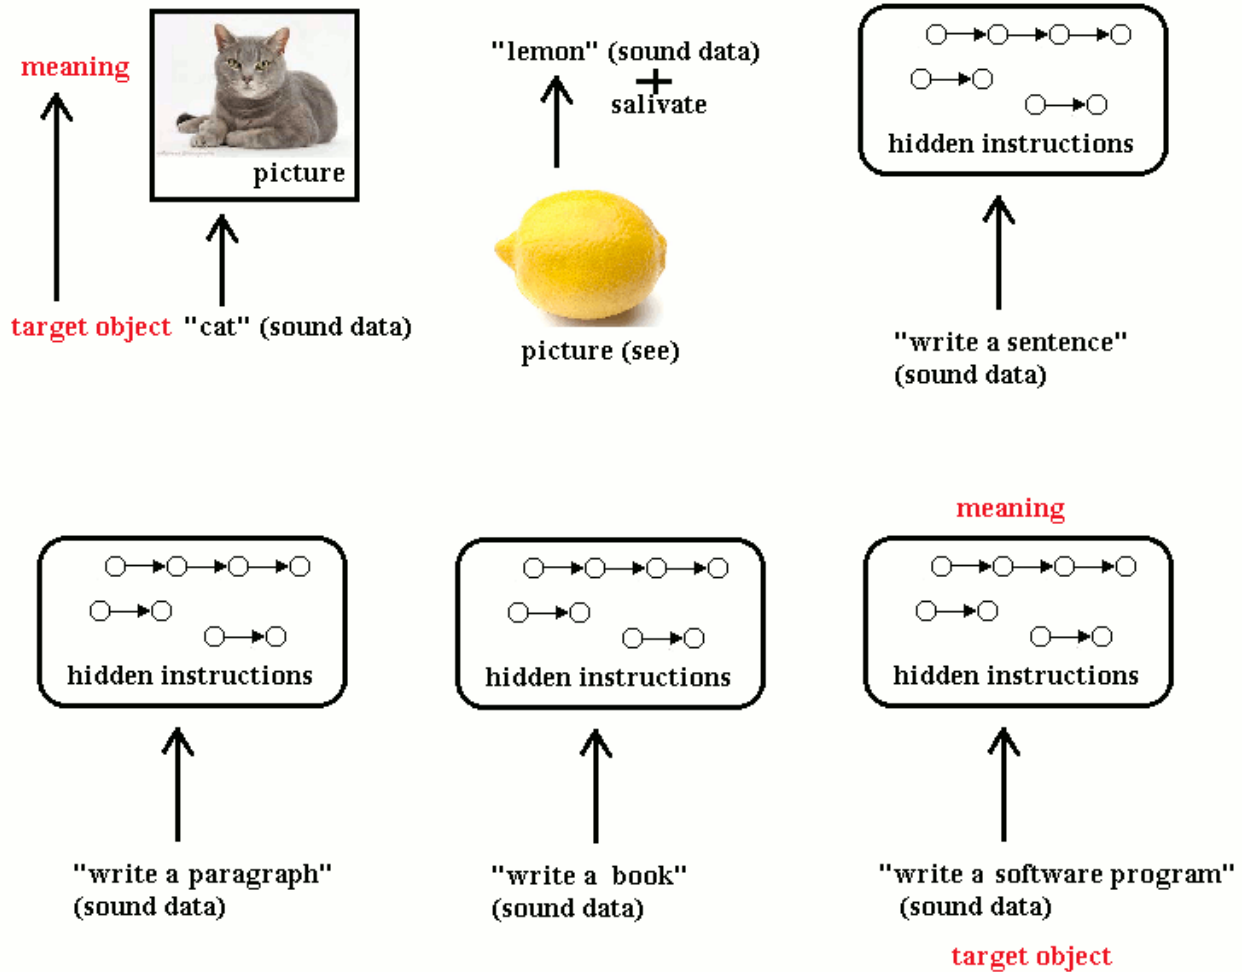 meaning
picture
target object "cat" (sound data)
"lemon" (sound data)
+
salivate
picture (see)
hidden instructions
"write a sentence"
(sound data)
hidden instructions
"write a paragraph"
(sound data)
hidden instructions
"write a book"
(sound data)
meaning
hidden instructions
"write a software program"
(sound data)
target object